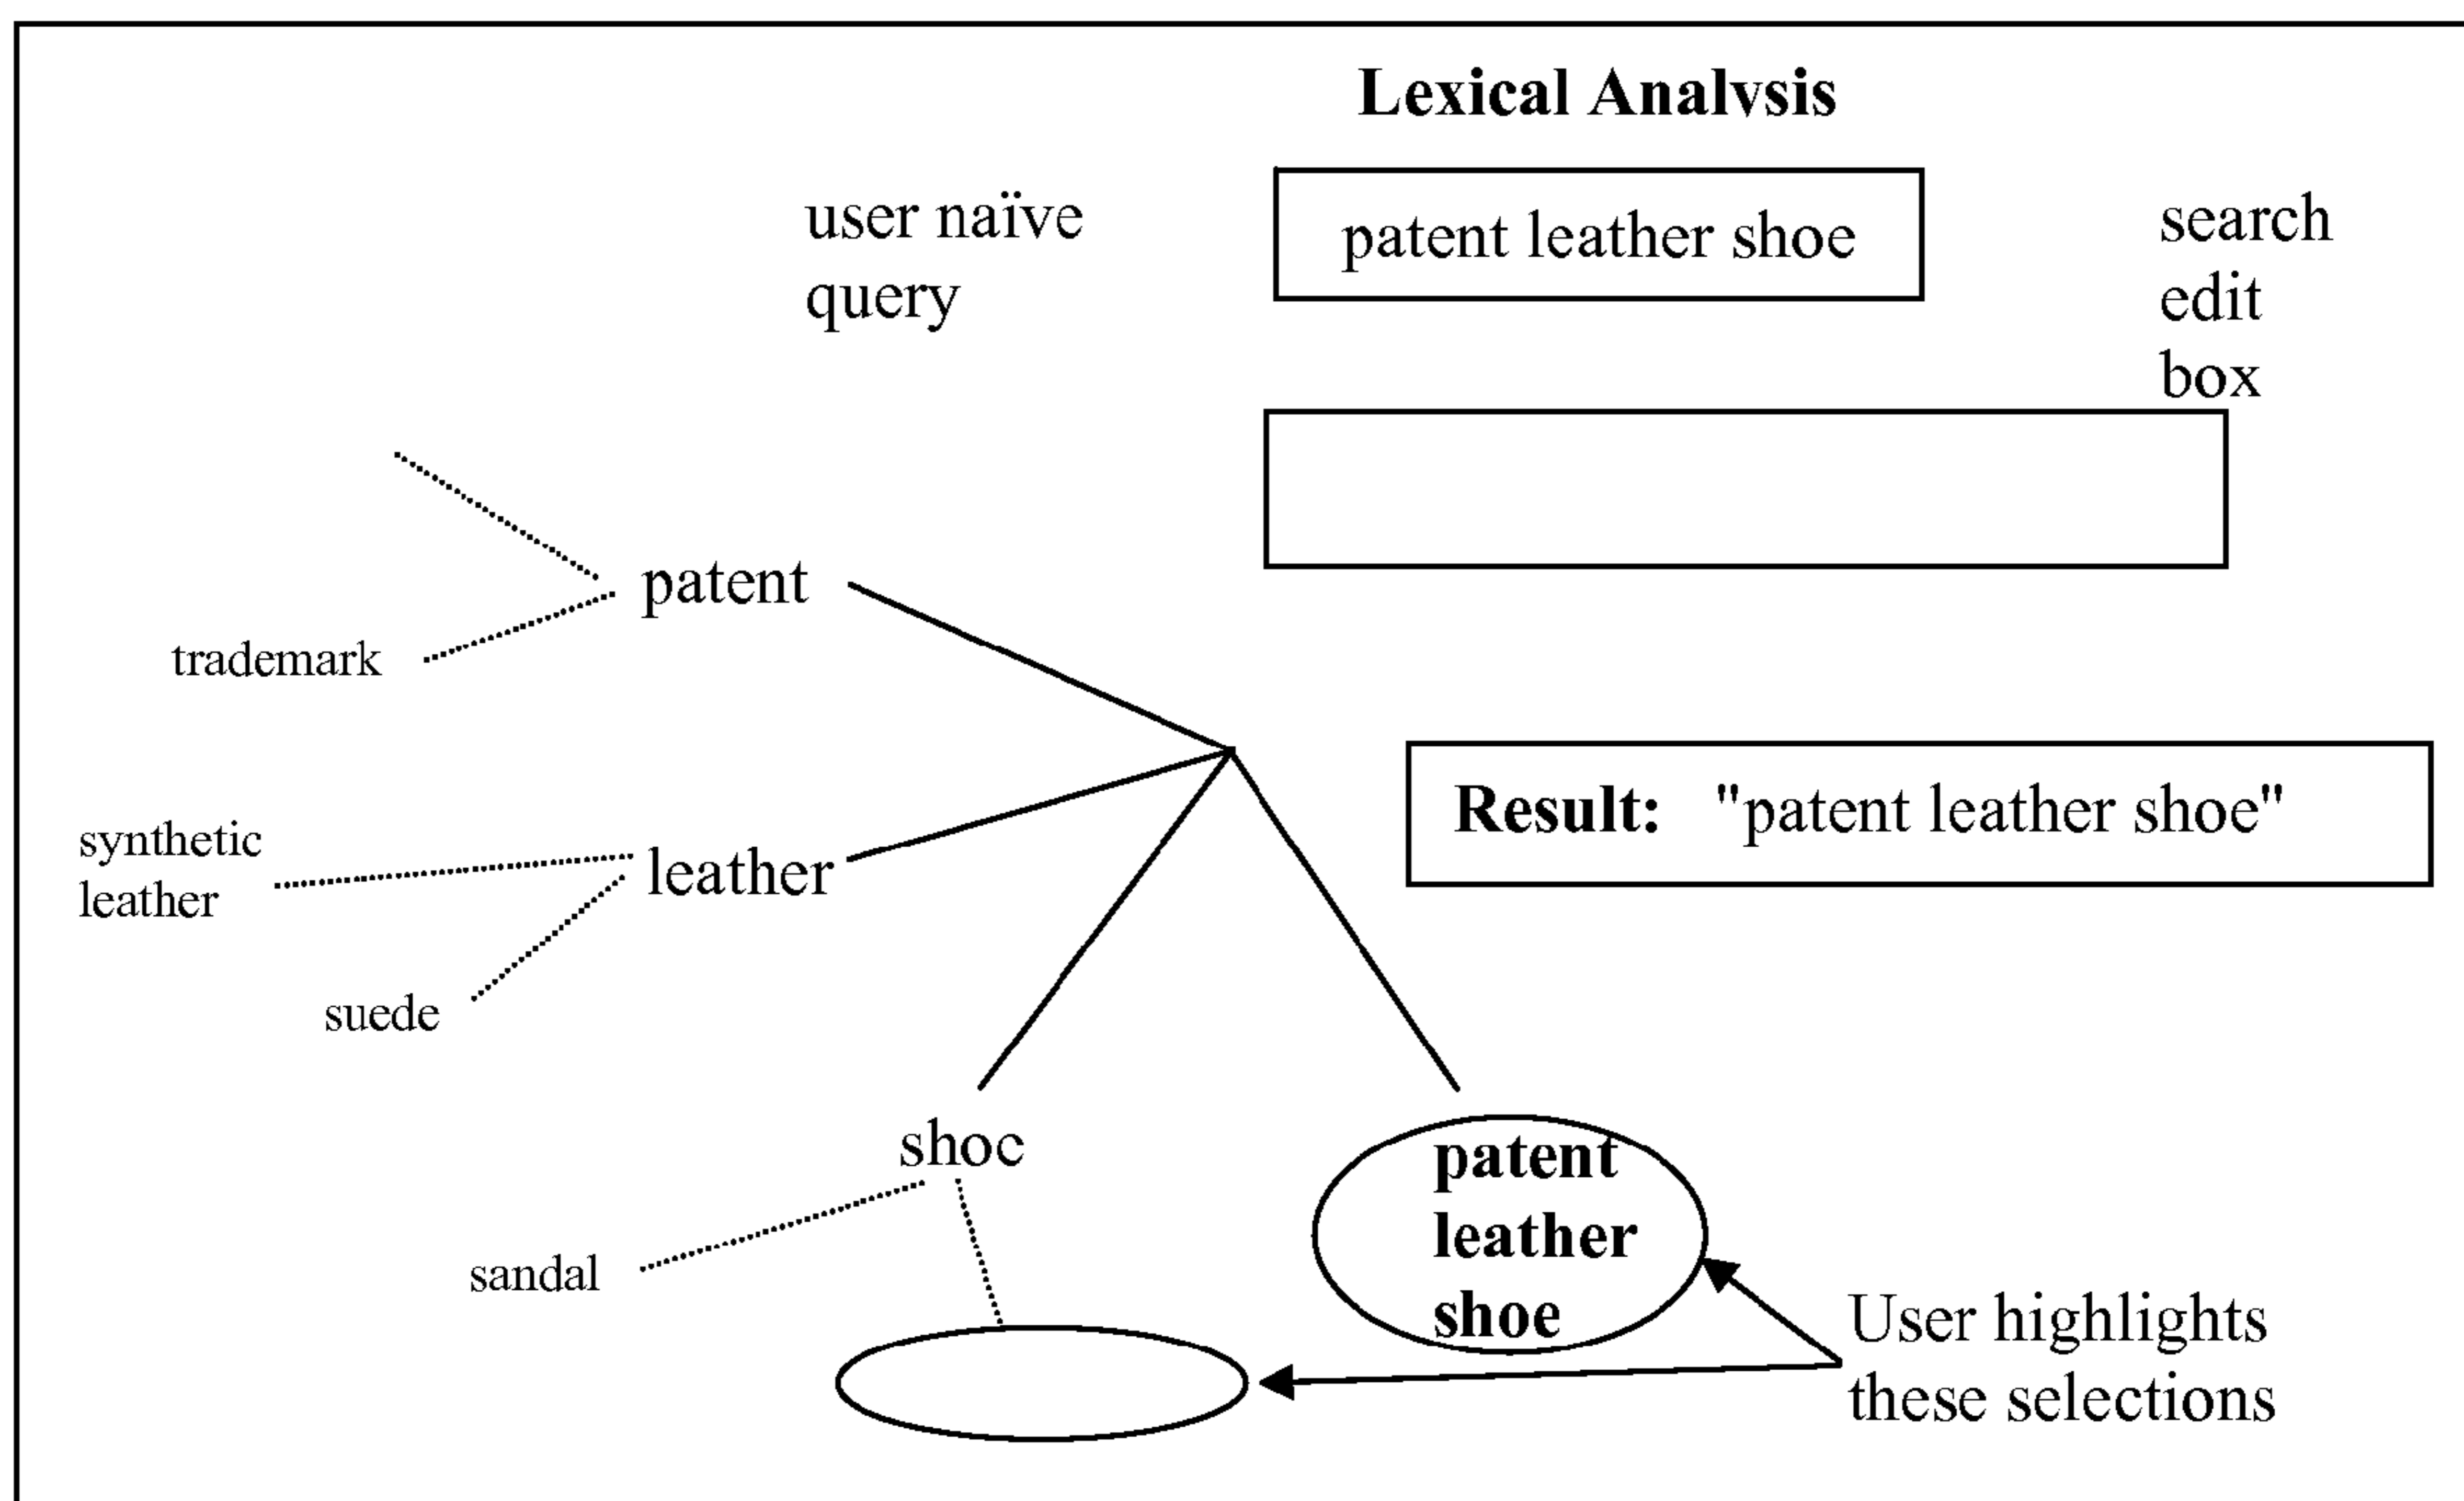 Lexical Analvsis
user naïve
query
patent leather shoe
search
edit
box
patent
trademark
Result: "patent leather shoe"
synthetic
leather
leather
suede
shoc
sandal
patent
leather
shoe
User highlights
these selections